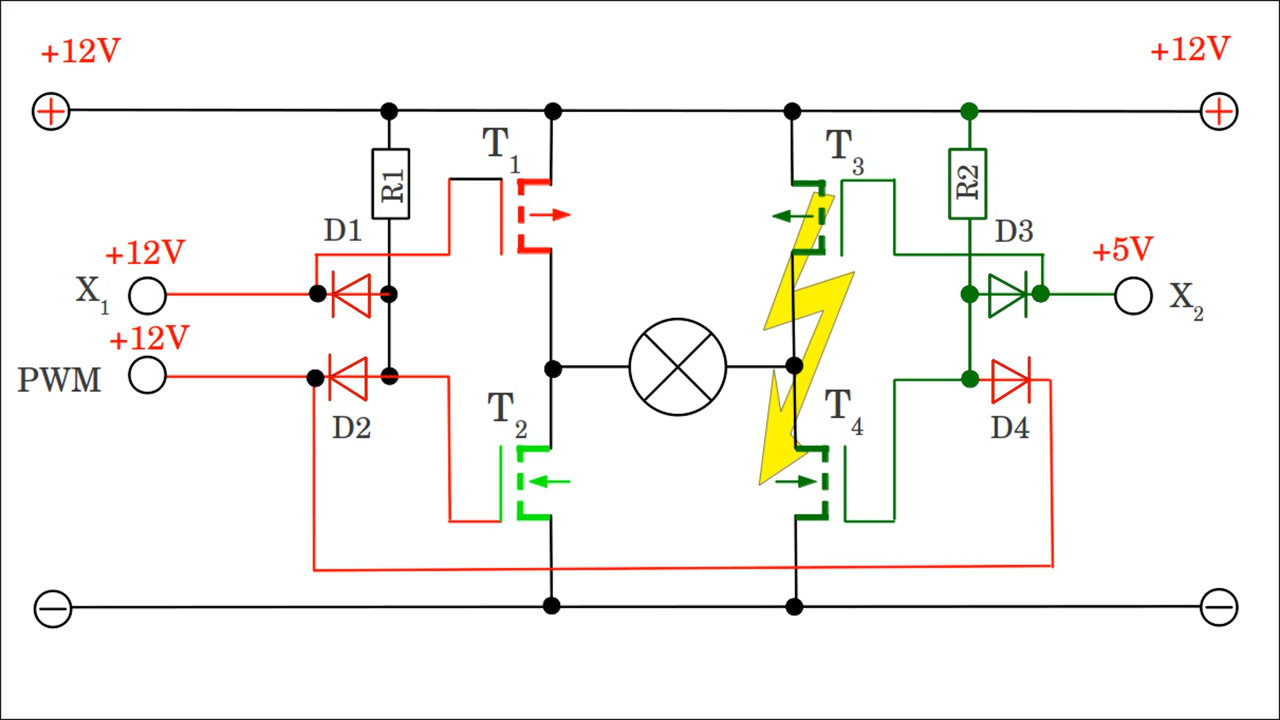 +12V
+12V
T1
T3
R1
R2
D1
D3
+12V
+5V
X1
X2
+12V
PWM
D2
T2
T4
D4